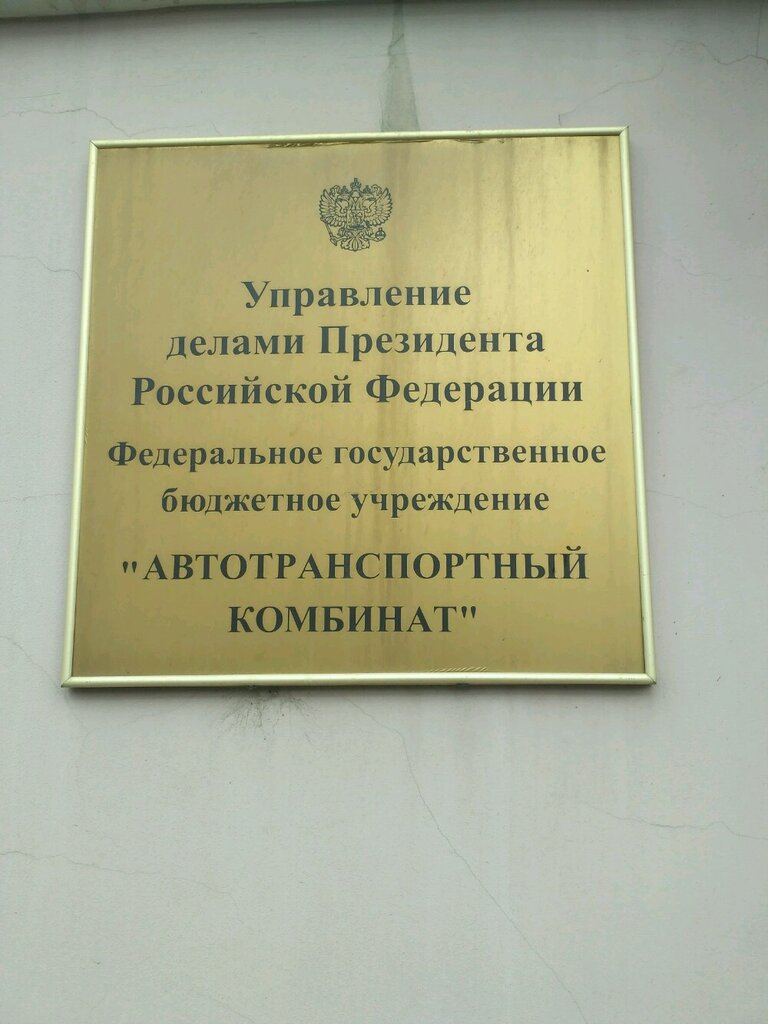 Управление
делами Президента
Российской Федерации
Федеральное государственное
бюджетное учреждение
"АВТОТРАНСПОРТНЫЙ
КОМБИНАТ"